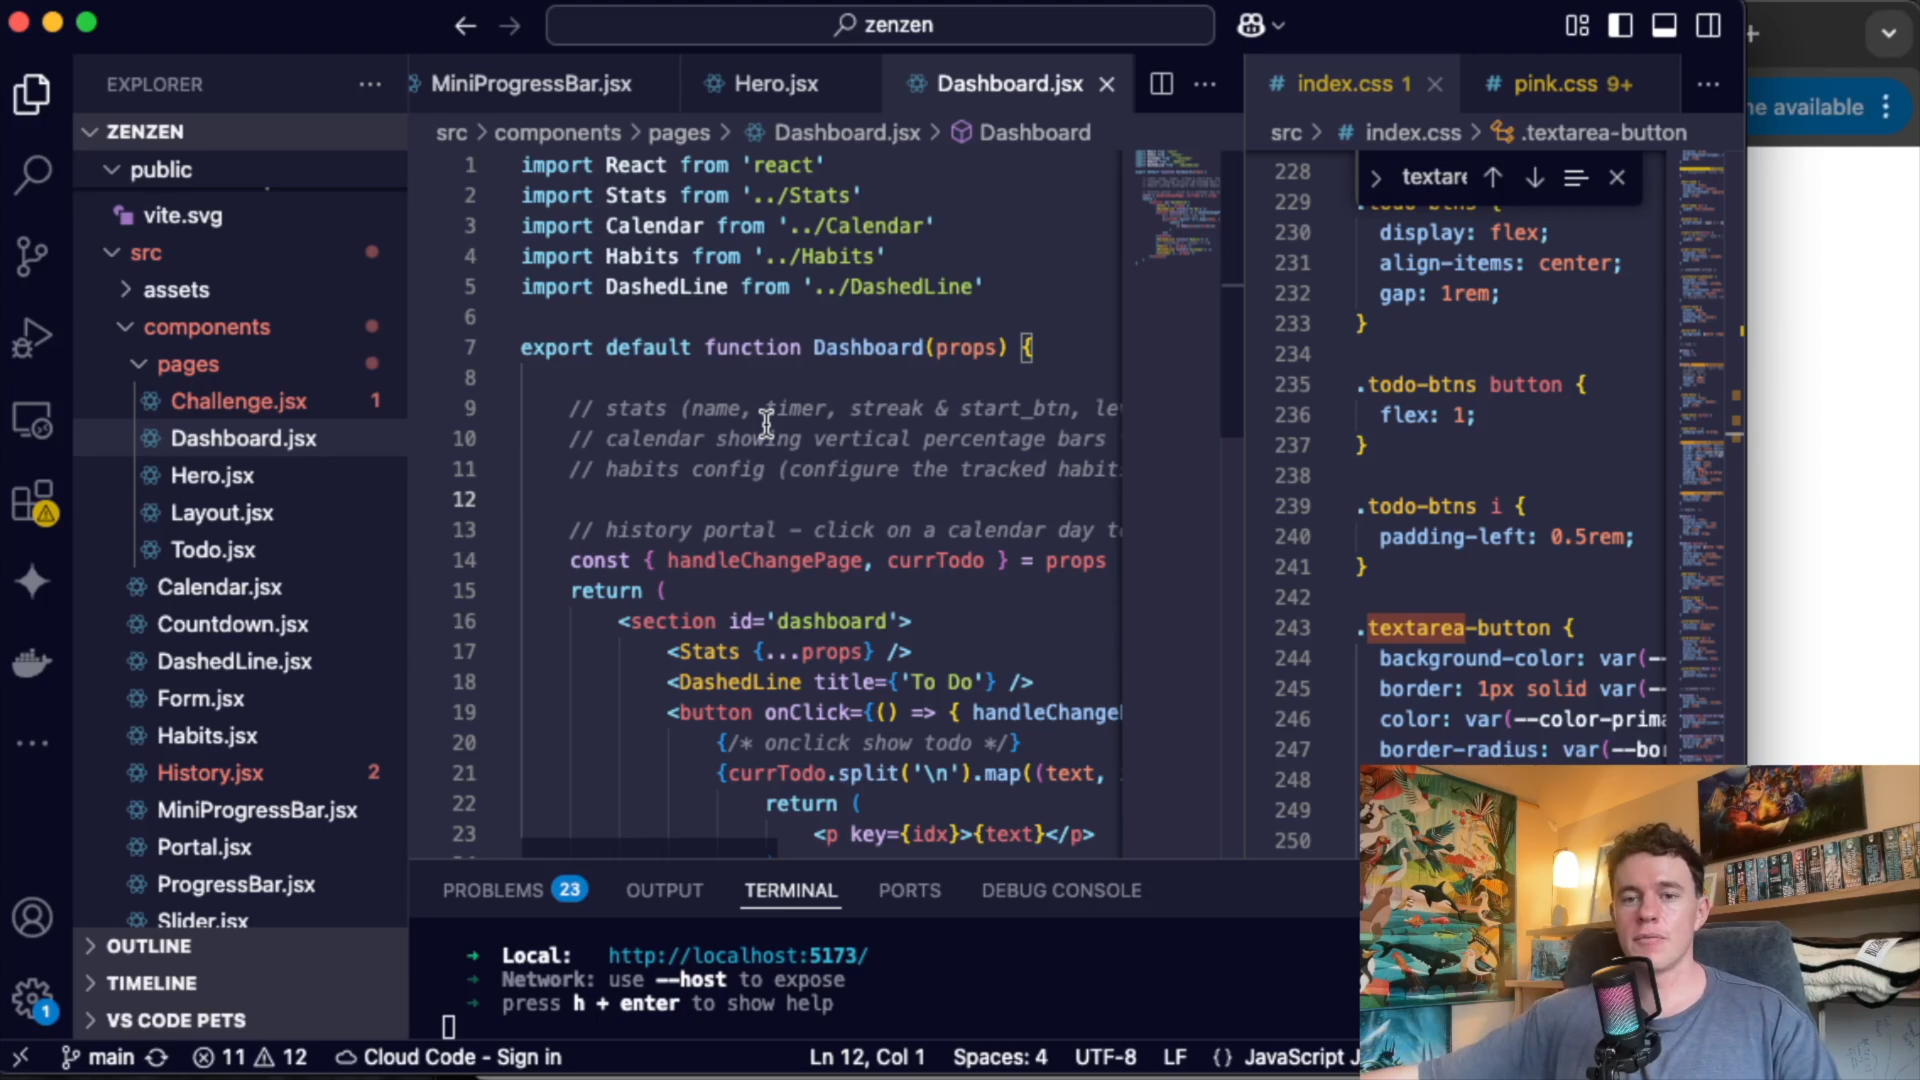 zenzen
EXPLORER
ZENZEN
public
vite.svg
src
assets
components
pages
Challenge.jsx 1
Dashboard.jsx
Hero.jsx
Layout.jsx
Todo.jsx
Calendar.jsx
Countdown.jsx
DashedLine.jsx
Form.jsx
Habits.jsx
History.jsx 2
MiniProgressBar.jsx
Portal.jsx
ProgressBar.jsx
Slider.jsx
OUTLINE
TIMELINE
VS CODE PETS
MiniProgressBar.jsx Hero.jsx Dashboard.jsx
src > components > pages > Dashboard.jsx > Dashboard
1 import React from 'react'
2 import Stats from '../Stats'
3 import Calendar from '../Calendar'
4 import Habits from '../Habits'
5 import DashedLine from '../DashedLine'
6
7 export default function Dashboard(props) {
8
9 // stats (name, timer, streak & start_btn, le
10 // calendar showing vertical percentage bars
11 // habits config (configure the tracked habit
12
13 // history portal – click on a calendar day t
14 const { handleChangePage, currTodo } = props
15 return (
16 <section id='dashboard'>
17 <Stats {...props} />
18 <DashedLine title={'To Do'} />
19 <button onClick={() => { handleChange
20 {/* onclick show todo */}
21 {currTodo.split('\n').map((text,
22 return (
23 <p key={idx}>{text}</p>
index.css 1 pink.css 9+
src > # index.css > .textarea-button
textare
228
229 .todo-btns {
230 display: flex;
231 align-items: center;
232 gap: 1rem;
233 }
234
235 .todo-btns button {
236 flex: 1;
237 }
238
239 .todo-btns i {
240 padding-left: 0.5rem;
241 }
242
243 .textarea-button {
244 background-color: var(--
245 border: 1px solid var(--
246 color: var(--color-prima
247 border-radius: var(--bor
248
249
250
ne available
PROBLEMS 23 OUTPUT TERMINAL PORTS DEBUG CONSOLE
➜ Local: http://localhost:5173/
➜ Network: use --host to expose
➜ press h + enter to show help
main 11 12 Cloud Code - Sign in Ln 12, Col 1 Spaces: 4 UTF-8 LF {} JavaScript J
1